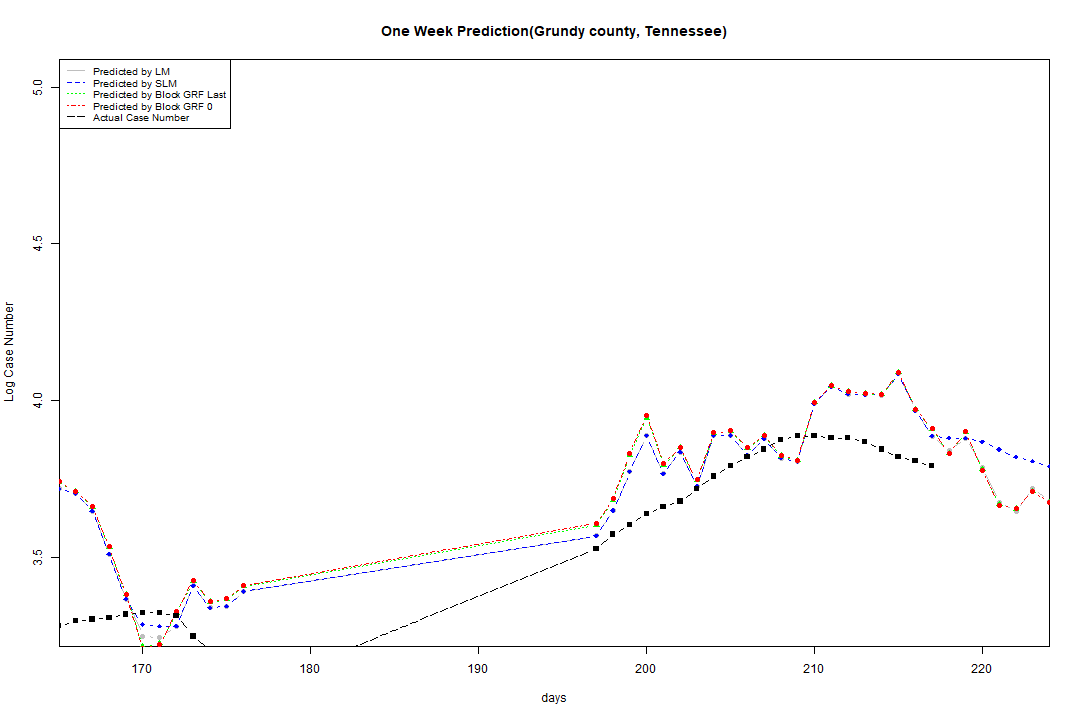 One Week Prediction(Grundy county, Tennessee)
Predicted by LM
Predicted by SLM
Predicted by Block GRF Last
Predicted by Block GRF 0
Actual Case Number
5.0
4.5
4.0
3.5
Log Case Number
170 180 190 200 210 220
days